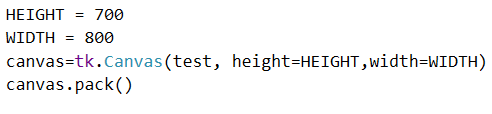 HEIGHT = 700
WIDTH = 800
canvas=tk.Canvas(test, height=HEIGHT,width=WIDTH)
canvas.pack()